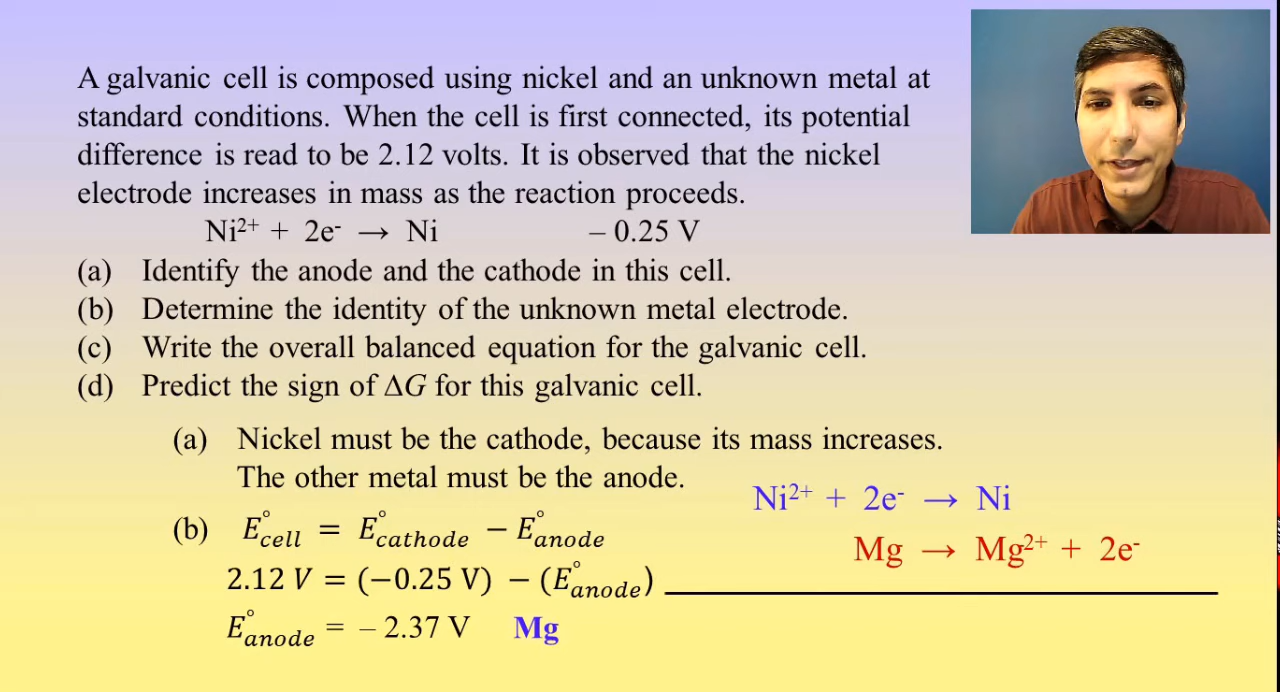 A galvanic cell is composed using nickel and an unknown metal at
standard conditions. When the cell is first connected, its potential
difference is read to be 2.12 volts. It is observed that the nickel
electrode increases in mass as the reaction proceeds.
Ni²⁺ + 2e⁻ → Ni – 0.25 V
(a) Identify the anode and the cathode in this cell.
(b) Determine the identity of the unknown metal electrode.
(c) Write the overall balanced equation for the galvanic cell.
(d) Predict the sign of ΔG for this galvanic cell.
(a) Nickel must be the cathode, because its mass increases.
The other metal must be the anode.
(b) E°cell = E°cathode − E°anode
2.12 V = (−0.25 V) − (E°anode)
E°anode = – 2.37 V Mg
Ni²⁺ + 2e⁻ → Ni
Mg → Mg²⁺ + 2e⁻